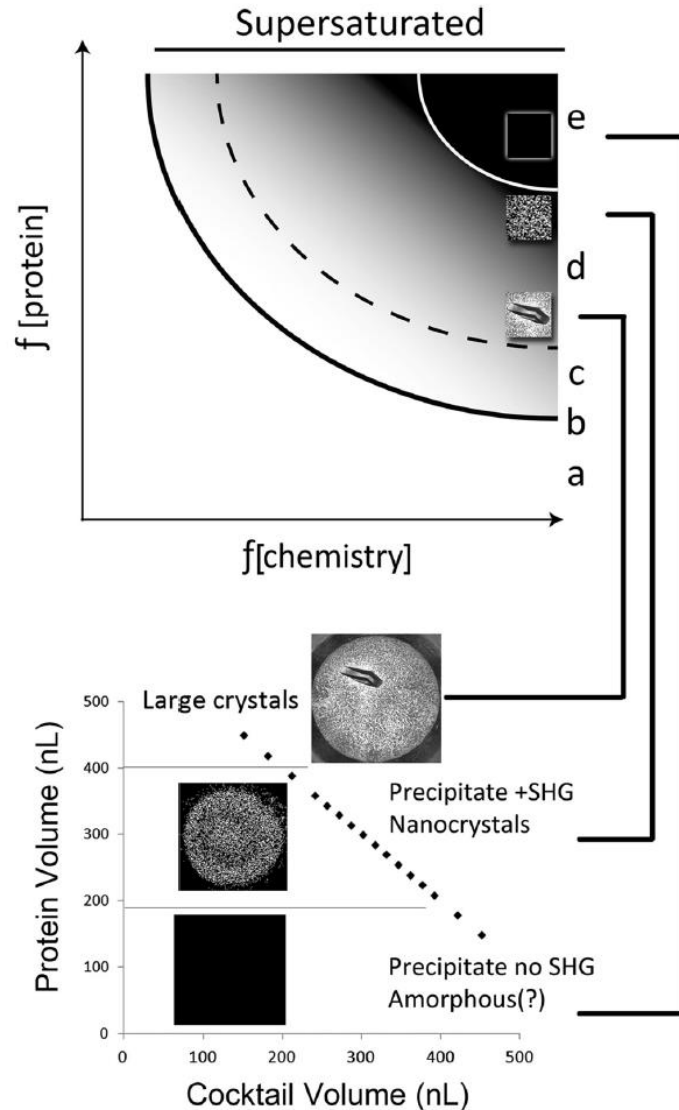 Supersaturated
e
d
c
b
a
ƒ [protein]
ƒ[chemistry]
Large crystals
Precipitate +SHG
Nanocrystals
Precipitate no SHG
Amorphous(?)
500
400
300
200
100
0
Protein Volume (nL)
0 100 200 300 400 500
Cocktail Volume (nL)